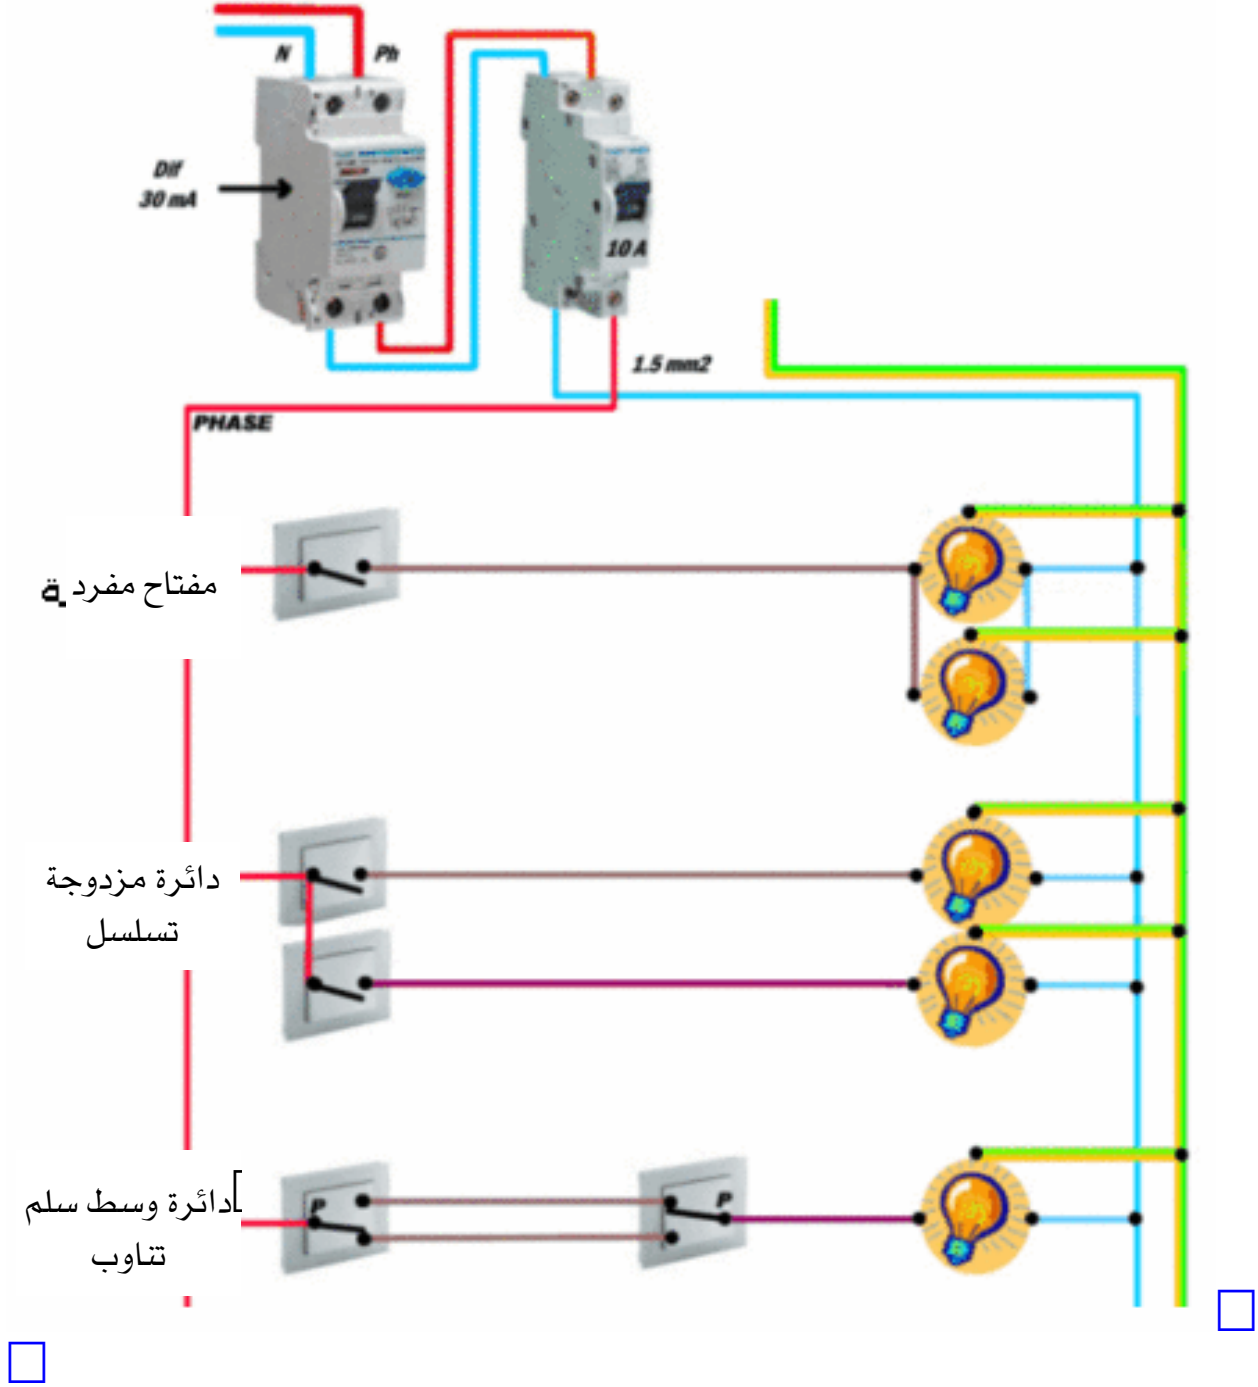 N
Ph
Dif
30 mA
10 A
1.5 mm2
PHASE
مفتاح مفردة
دائرة مزدوجة
تسلسل
دائرة وسط سلم
تناوب
P
P